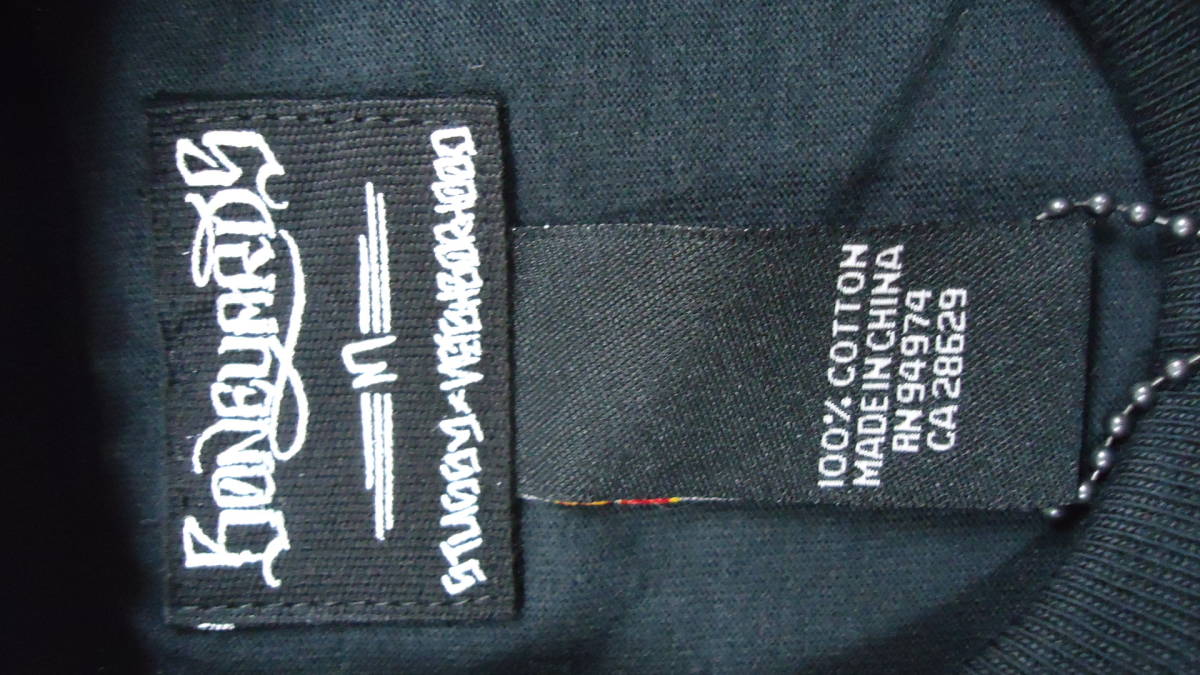 BONEYARDS
S
STUSSY×NEIGHBORHOOD
100% COTTON
MADE IN CHINA
RN 94974
CA 28629